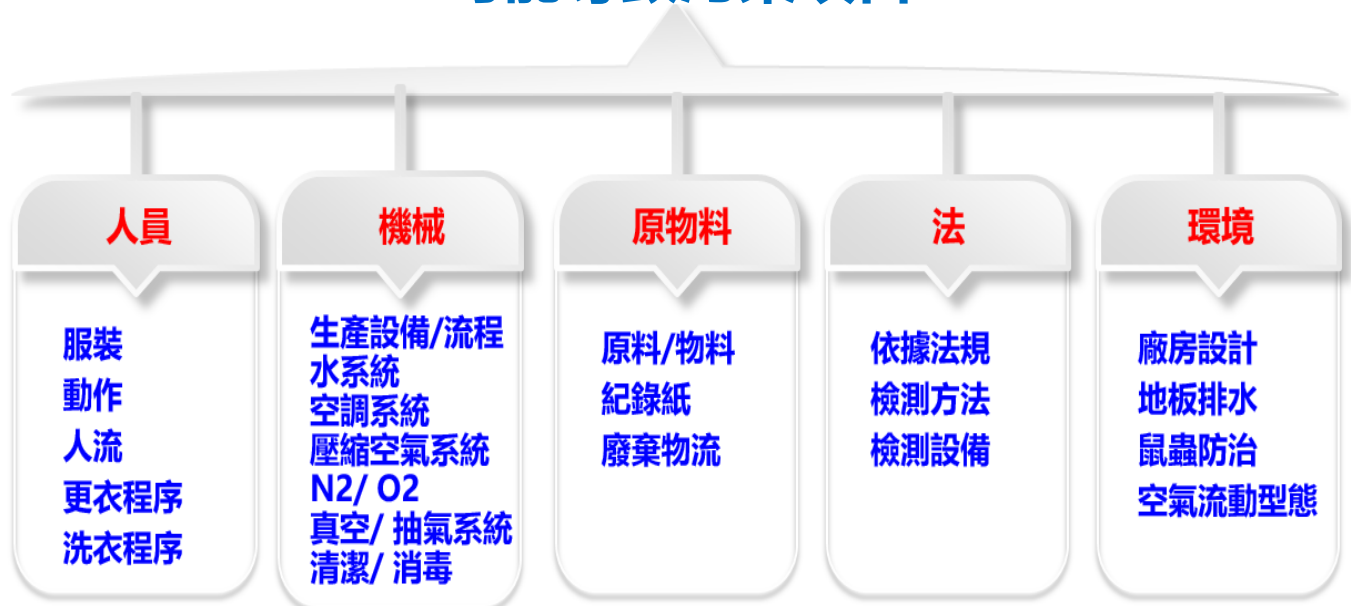 人員
服裝
動作
人流
更衣程序
洗衣程序
機械
生產設備/流程
水系統
空調系統
壓縮空氣系統
N2/ O2
真空/ 抽氣系統
清潔/ 消毒
原物料
原料/物料
紀錄紙
廢棄物流
法
依據法規
檢測方法
檢測設備
環境
廠房設計
地板排水
鼠蟲防治
空氣流動型態